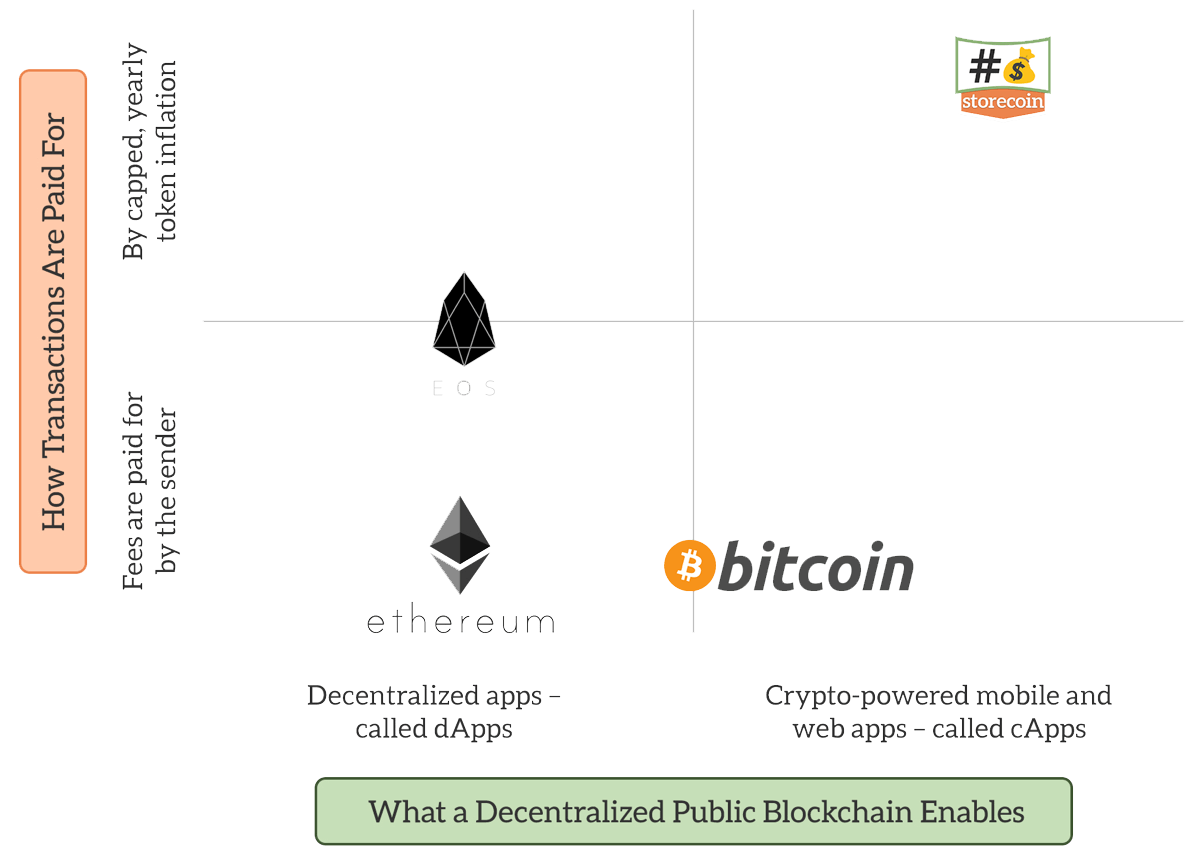 How Transactions Are Paid For
By capped, yearly
token inflation
Fees are paid for
by the sender
#
storecoin
E O S
ethereum
bitcoin
Decentralized apps –
called dApps
Crypto-powered mobile and
web apps – called cApps
What a Decentralized Public Blockchain Enables